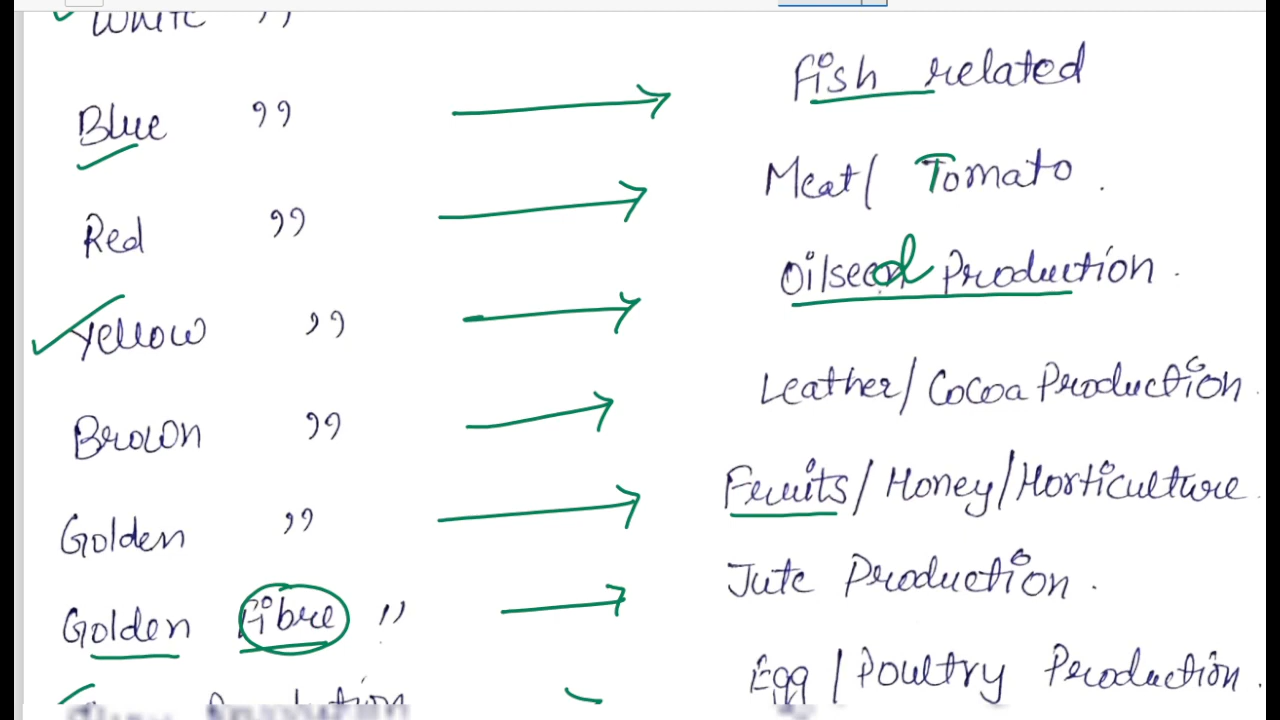 White ,,
Blue ,, Fish related
Red ,, Meat/ Tomato .
Yellow ,, Oilseed Production .
Brown ,, Leather/ Cocoa Production .
Golden ,, Fruits/ Honey/ Horticulture .
Golden Fibre ,, Jute Production .
Egg / Poultry Production .